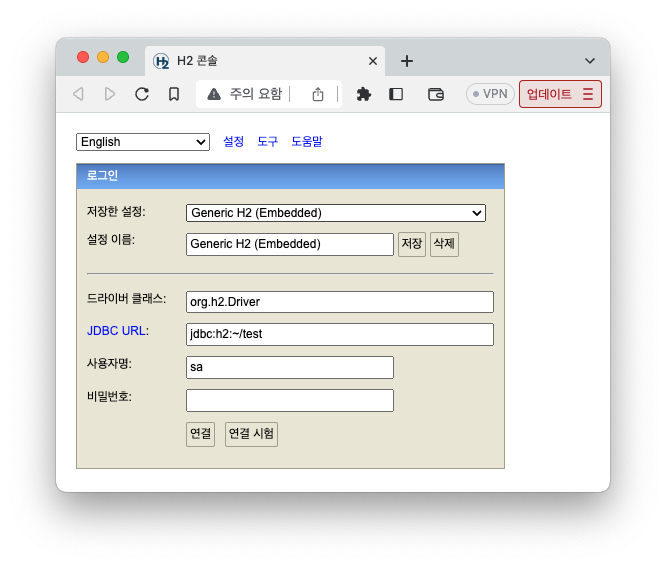 H2 콘솔
주의 요함
VPN
업데이트
English 설정 도구 도움말
로그인
저장한 설정: Generic H2 (Embedded)
설정 이름: Generic H2 (Embedded) 저장 삭제
드라이버 클래스: org.h2.Driver
JDBC URL: jdbc:h2:~/test
사용자명: sa
비밀번호:
연결 연결 시험